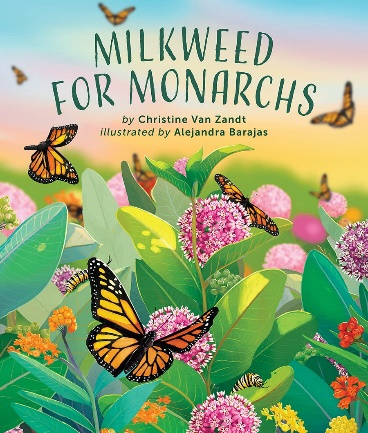 MILKWEED
FOR MONARCHS
by Christine Van Zandt
illustrated by Alejandra Barajas